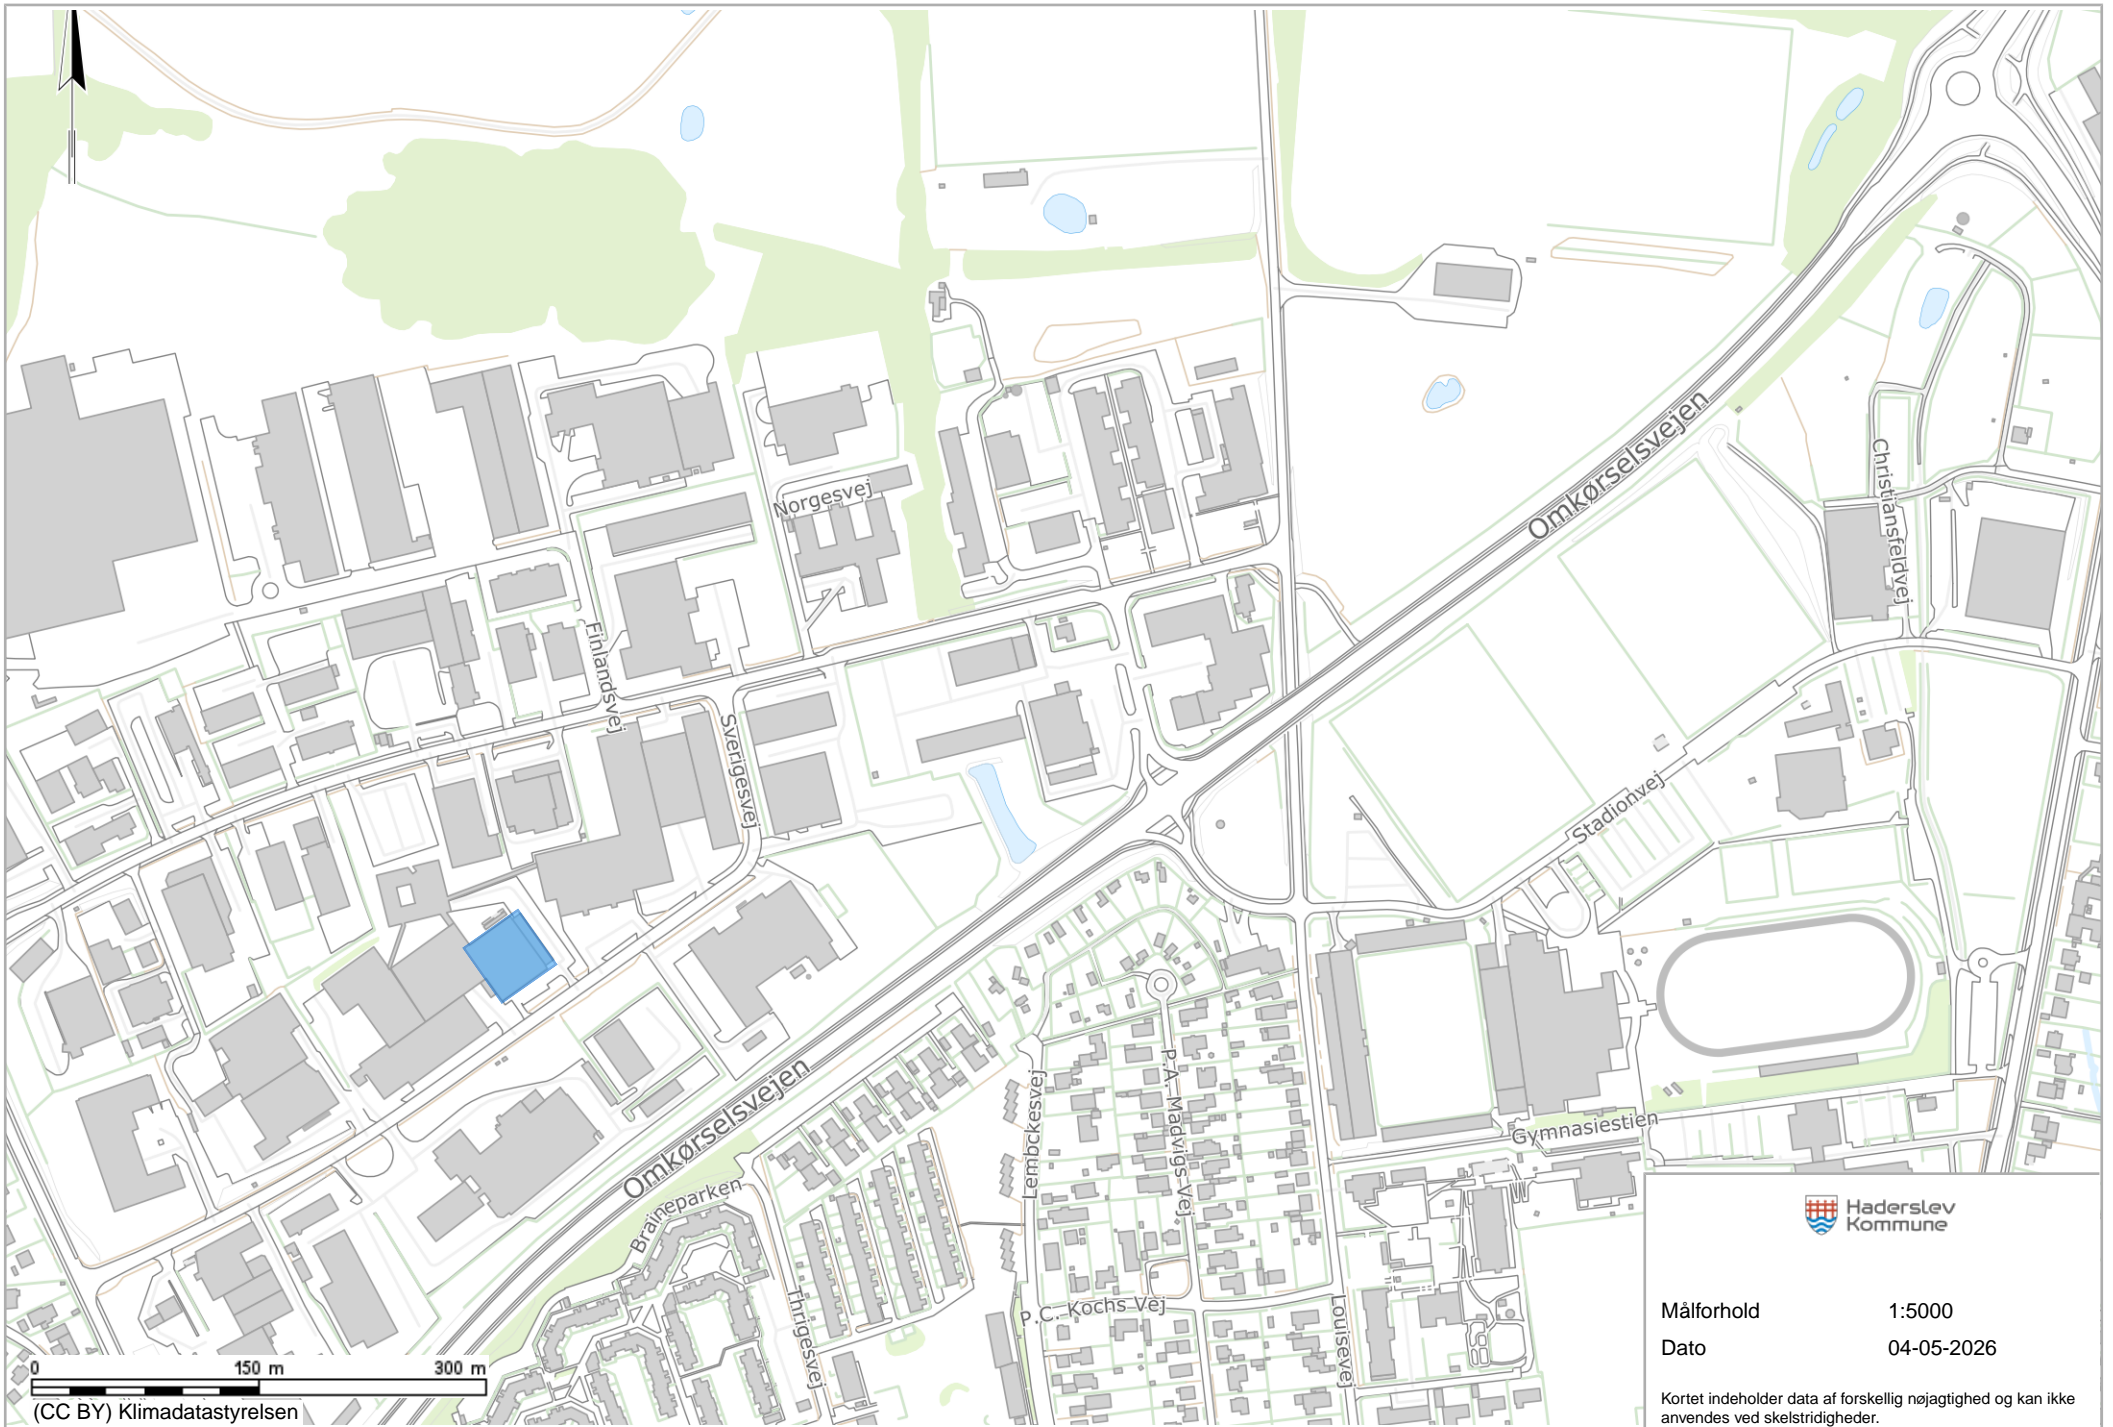 Norgesvej
Omkørselsvejen
Christiansfeldvej
Finlandsvej
Sverigesvej
Stadionvej
Omkørselsvejen
Braineparken
Thrigesvej
Lembckesvej
P.A. Madvigs Vej
Gymnasiestien
P.C. Kochs Vej
Louisevej
Haderslev
Kommune
Målforhold 1:5000
Dato 04-05-2026
Kortet indeholder data af forskellig nøjagtighed og kan ikke
anvendes ved skelstridigheder.
0 150 m 300 m
(CC BY) Klimadatastyrelsen